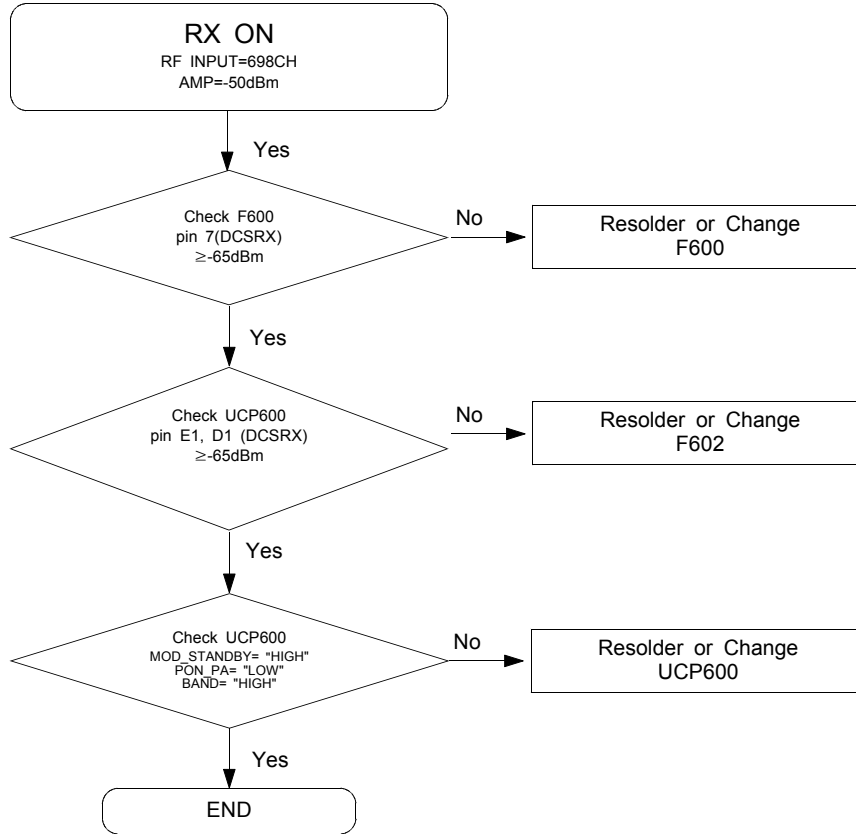 RX ON
RF INPUT=698CH
AMP=-50dBm
Yes
Check F600
pin 7(DCSRX)
≥-65dBm
No
Resolder or Change
F600
Yes
Check UCP600
pin E1, D1 (DCSRX)
≥-65dBm
No
Resolder or Change
F602
Yes
Check UCP600
MOD_STANDBY= "HIGH"
PON_PA= "LOW"
BAND= "HIGH"
No
Resolder or Change
UCP600
Yes
END